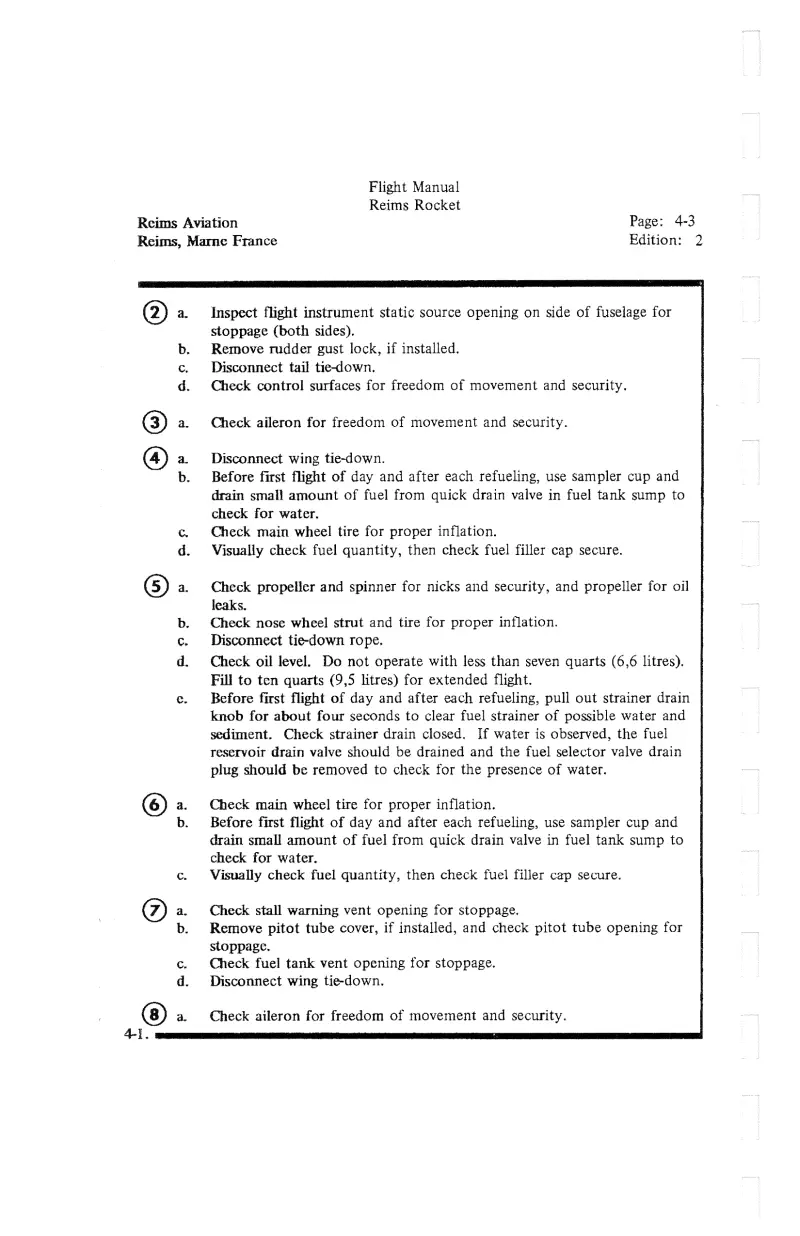 Flight Manual
Reims Rocket
Reims Aviation Page: 4-3
Reims, Marne France Edition: 2
② a. Inspect flight instrument static source opening on side of fuselage for
stoppage (both sides).
b. Remove rudder gust lock, if installed.
c. Disconnect tail tie-down.
d. Check control surfaces for freedom of movement and security.
③ a. Check aileron for freedom of movement and security.
④ a. Disconnect wing tie-down.
b. Before first flight of day and after each refueling, use sampler cup and
drain small amount of fuel from quick drain valve in fuel tank sump to
check for water.
c. Check main wheel tire for proper inflation.
d. Visually check fuel quantity, then check fuel filler cap secure.
⑤ a. Check propeller and spinner for nicks and security, and propeller for oil
leaks.
b. Check nose wheel strut and tire for proper inflation.
c. Disconnect tie-down rope.
d. Check oil level. Do not operate with less than seven quarts (6,6 litres).
Fill to ten quarts (9,5 litres) for extended flight.
e. Before first flight of day and after each refueling, pull out strainer drain
knob for about four seconds to clear fuel strainer of possible water and
sediment. Check strainer drain closed. If water is observed, the fuel
reservoir drain valve should be drained and the fuel selector valve drain
plug should be removed to check for the presence of water.
⑥ a. Check main wheel tire for proper inflation.
b. Before first flight of day and after each refueling, use sampler cup and
drain small amount of fuel from quick drain valve in fuel tank sump to
check for water.
c. Visually check fuel quantity, then check fuel filler cap secure.
⑦ a. Check stall warning vent opening for stoppage.
b. Remove pitot tube cover, if installed, and check pitot tube opening for
stoppage.
c. Check fuel tank vent opening for stoppage.
d. Disconnect wing tie-down.
⑧ a. Check aileron for freedom of movement and security.
4-1.